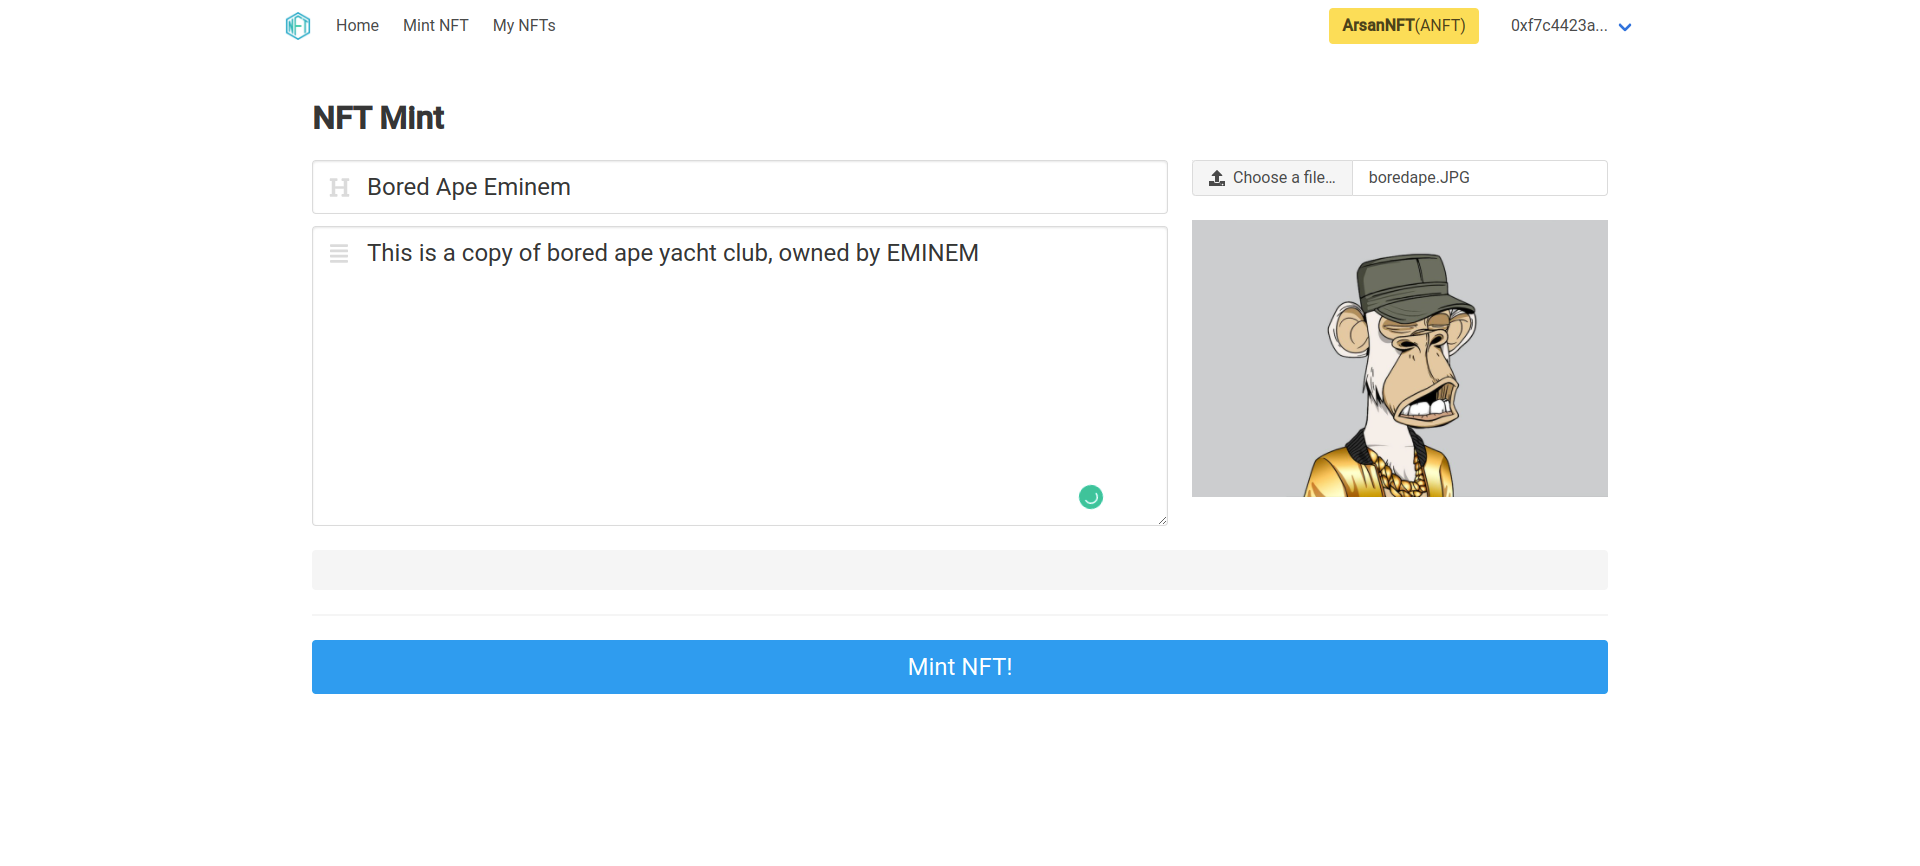 NFT Home Mint NFT My NFTs ArsanNFT(ANFT) 0xf7c4423a...
NFT Mint
Bored Ape Eminem
Choose a file... boredape.JPG
This is a copy of bored ape yacht club, owned by EMINEM
Mint NFT!